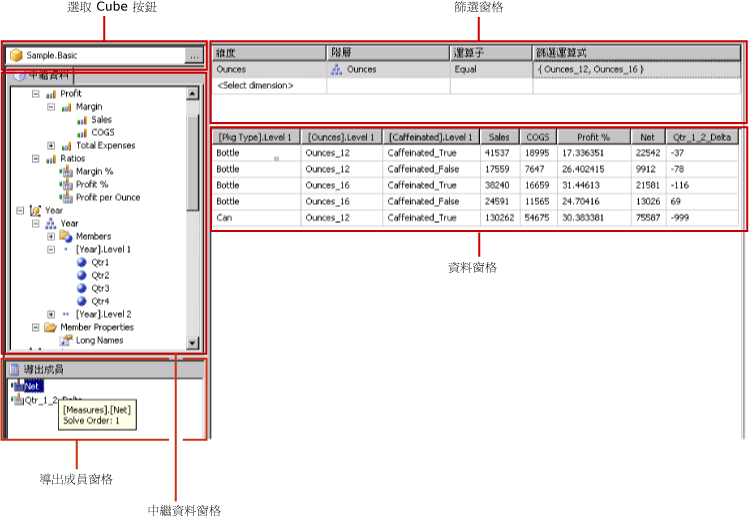 選取 Cube 按鈕
篩選窗格
Sample.Basic ...
中繼資料
Profit
Margin
Sales
COGS
Total Expenses
Ratios
Margin %
Profit %
Profit per Ounce
Year
Year
Members
[Year].Level 1
Qtr1
Qtr2
Qtr3
Qtr4
[Year].Level 2
Member Properties
Long Names
維度 階層 運算子 篩選運算式
Ounces Ounces Equal { Ounces_12, Ounces_16 }
<Select dimension>
[Pkg Type].Level 1 [Ounces].Level 1 [Caffeinated].Level 1 Sales COGS Profit % Net Qtr_1_2_Delta
Bottle Ounces_12 Caffeinated_True 41537 18995 17.336351 22542 -37
Bottle Ounces_12 Caffeinated_False 17559 7647 26.402415 9912 -78
Bottle Ounces_16 Caffeinated_True 38240 16659 31.44613 21581 -116
Bottle Ounces_16 Caffeinated_False 24591 11565 24.70416 13026 69
Can Ounces_12 Caffeinated_True 130262 54675 30.383381 75587 -999
資料窗格
導出成員
Net
Qtr_1_2_Delta
[Measures].[Net]
Solve Order: 1
導出成員窗格
中繼資料窗格